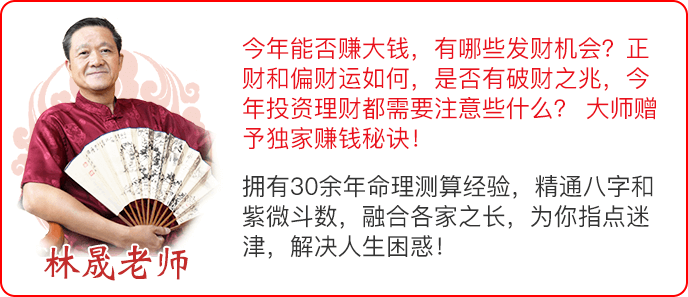 今年能否赚大钱，有哪些发财机会？正
财和偏财运如何，是否有破财之兆，今
年投资理财都需要注意些什么？ 大师赠
予独家赚钱秘诀！
拥有30余年命理测算经验，精通八字和
紫微斗数，融合各家之长，为你指点迷
津，解决人生困惑！
林晟老师